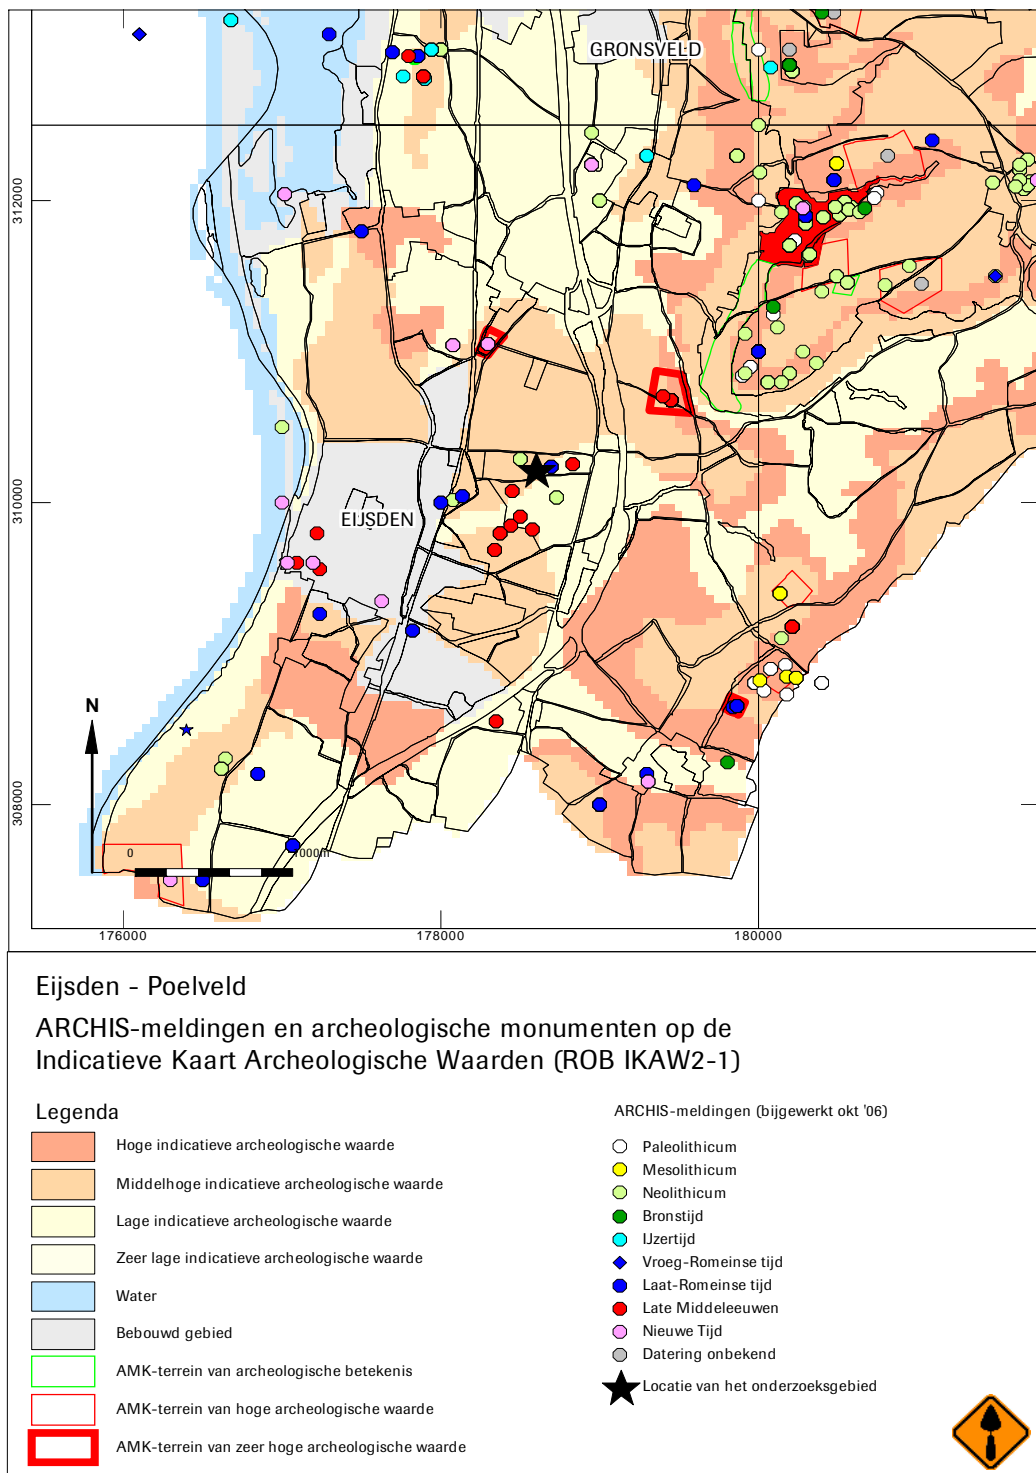 GRONSVELD
312000
310000
EIJSDEN
N
308000
0
1000m
176000
178000
180000
Eijsden - Poelveld
ARCHIS-meldingen en archeologische monumenten op de
Indicatieve Kaart Archeologische Waarden (ROB IKAW2-1)
Legenda
Hoge indicatieve archeologische waarde
Middelhoge indicatieve archeologische waarde
Lage indicatieve archeologische waarde
Zeer lage indicatieve archeologische waarde
Water
Bebouwd gebied
AMK-terrein van archeologische betekenis
AMK-terrein van hoge archeologische waarde
AMK-terrein van zeer hoge archeologische waarde
ARCHIS-meldingen (bijgewerkt okt '06)
Paleolithicum
Mesolithicum
Neolithicum
Bronstijd
IJzertijd
Vroeg-Romeinse tijd
Laat-Romeinse tijd
Late Middeleeuwen
Nieuwe Tijd
Datering onbekend
Locatie van het onderzoeksgebied